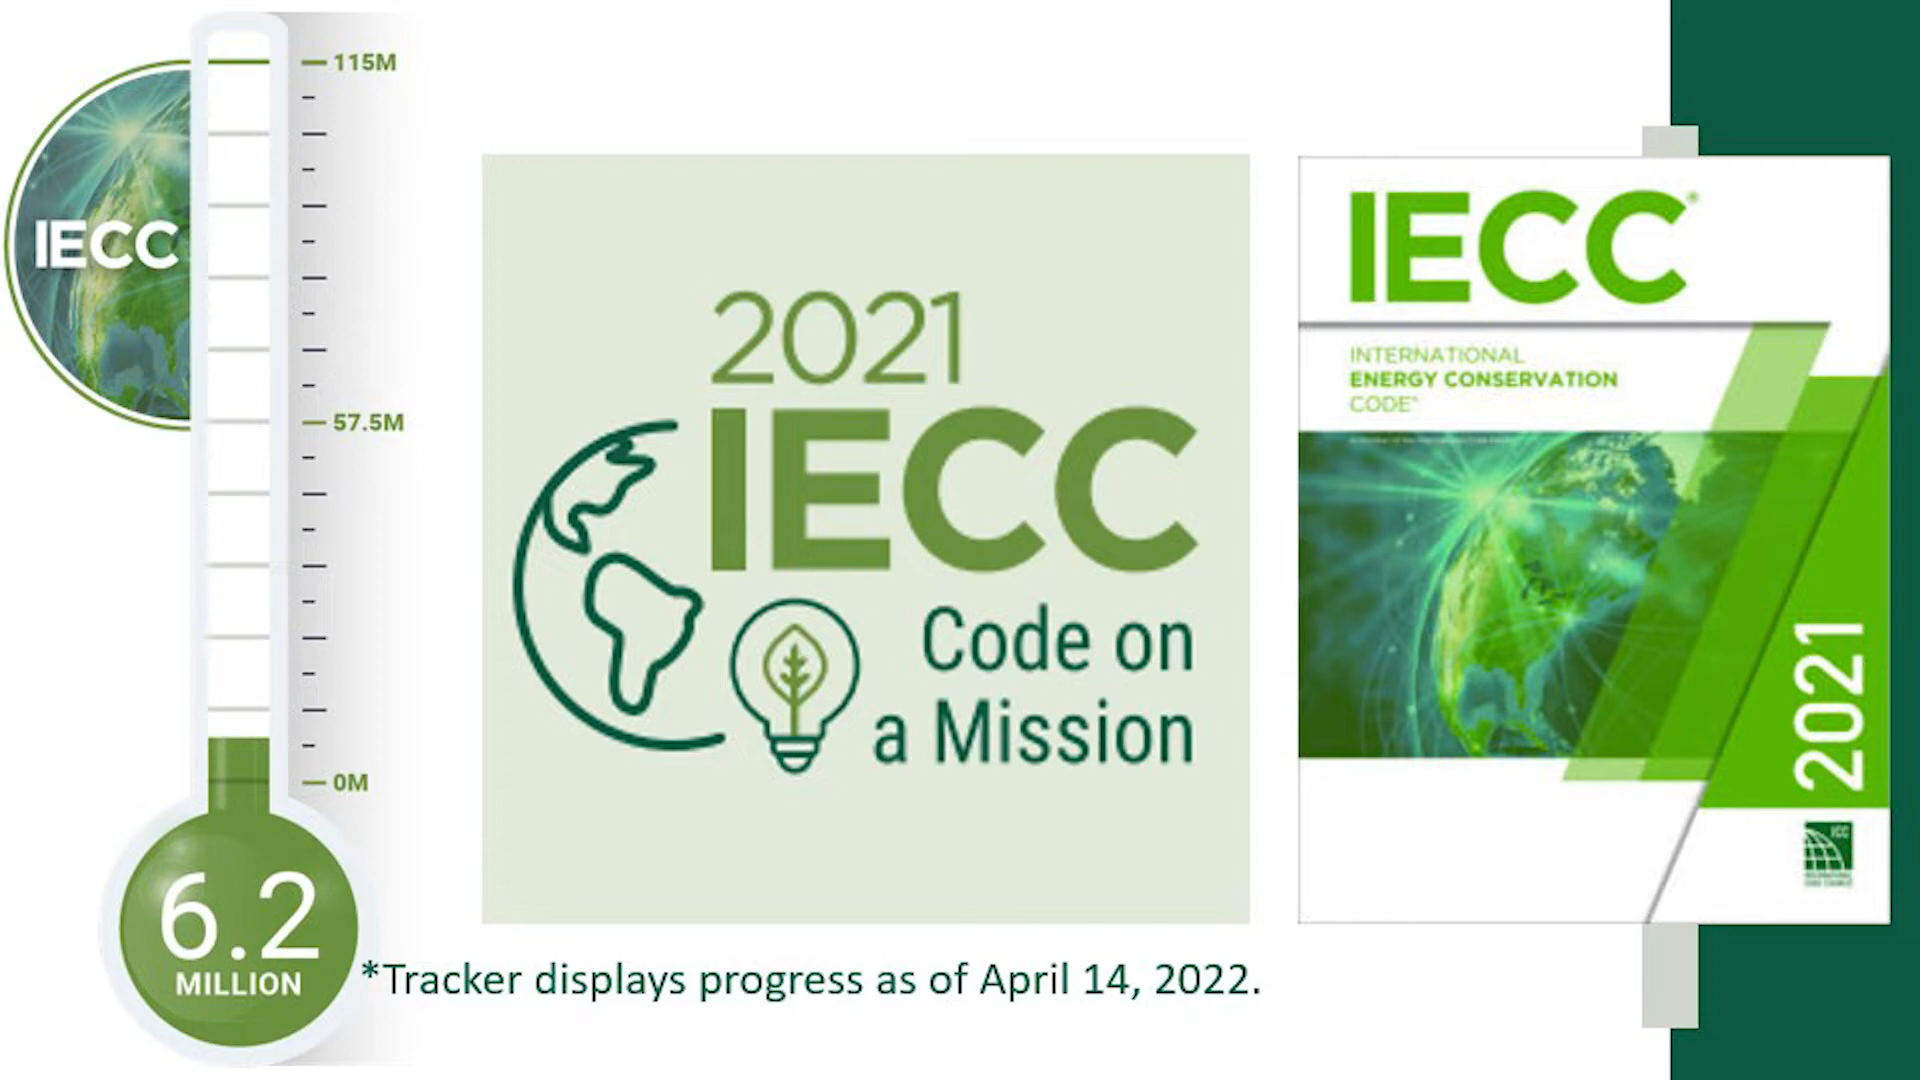 115M
IECC
57.5M
0M
6.2
MILLION
2021
IECC
Code on
a Mission
IECC®
INTERNATIONAL
ENERGY CONSERVATION
CODE®
2021
ICC
*Tracker displays progress as of April 14, 2022.